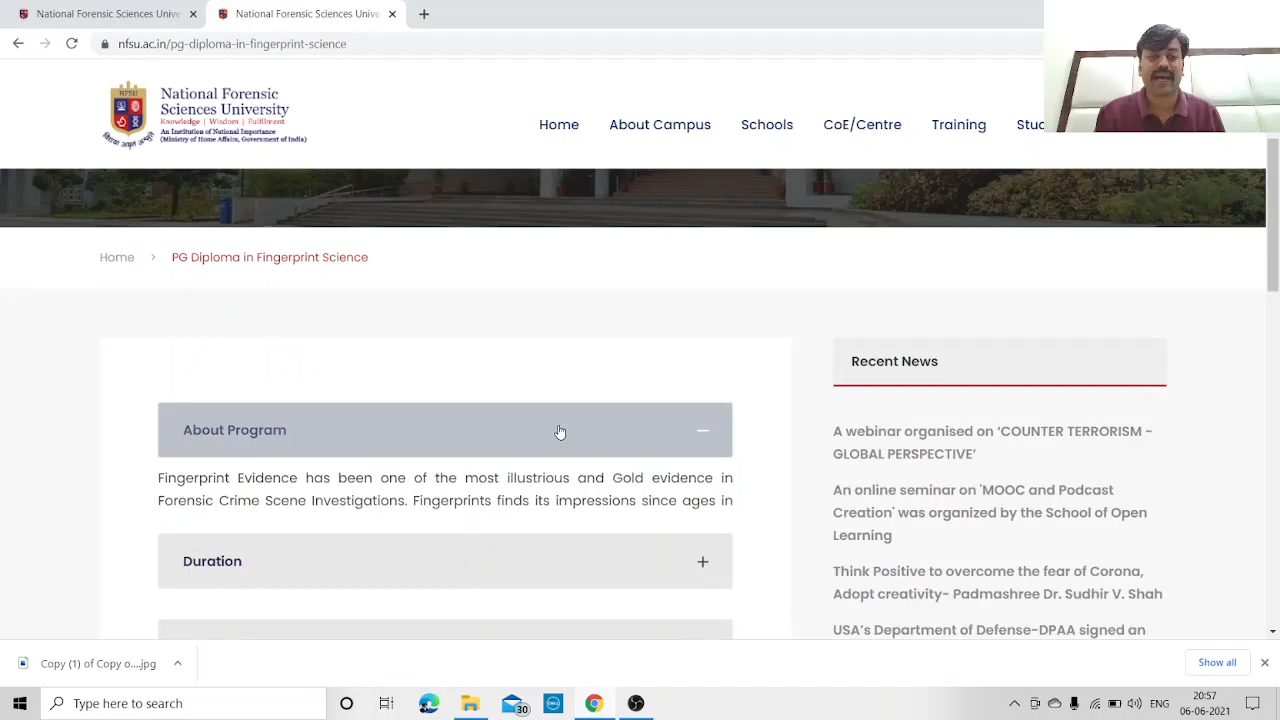 National Forensic Sciences Unive
National Forensic Sciences Unive
nfsu.ac.in/pg-diploma-in-fingerprint-science
NFSU
National Forensic
Sciences University
Knowledge | Wisdom | Fulfilment
An Institution of National Importance
(Ministry of Home Affairs, Government of India)
Home About Campus Schools CoE/Centre Training Stu
Home > PG Diploma in Fingerprint Science
About Program
Fingerprint Evidence has been one of the most illustrious and Gold evidence in
Forensic Crime Scene Investigations. Fingerprints finds its impressions since ages in
Duration
Recent News
A webinar organised on ‘COUNTER TERRORISM -
GLOBAL PERSPECTIVE’
An online seminar on 'MOOC and Podcast
Creation' was organized by the School of Open
Learning
Think Positive to overcome the fear of Corona,
Adopt creativity- Padmashree Dr. Sudhir V. Shah
USA’s Department of Defense-DPAA signed an
Copy (1) of Copy o....jpg
Show all
Type here to search
30
DELL
ENG
20:57
06-06-2021